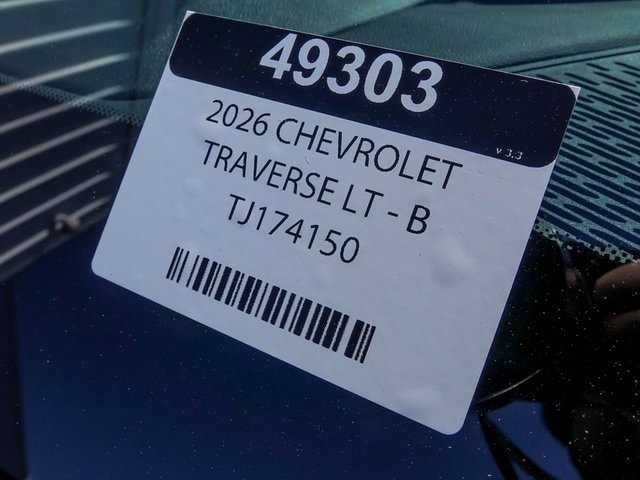 49303
v 3.3
2026 CHEVROLET
TRAVERSE LT - B
TJ174150